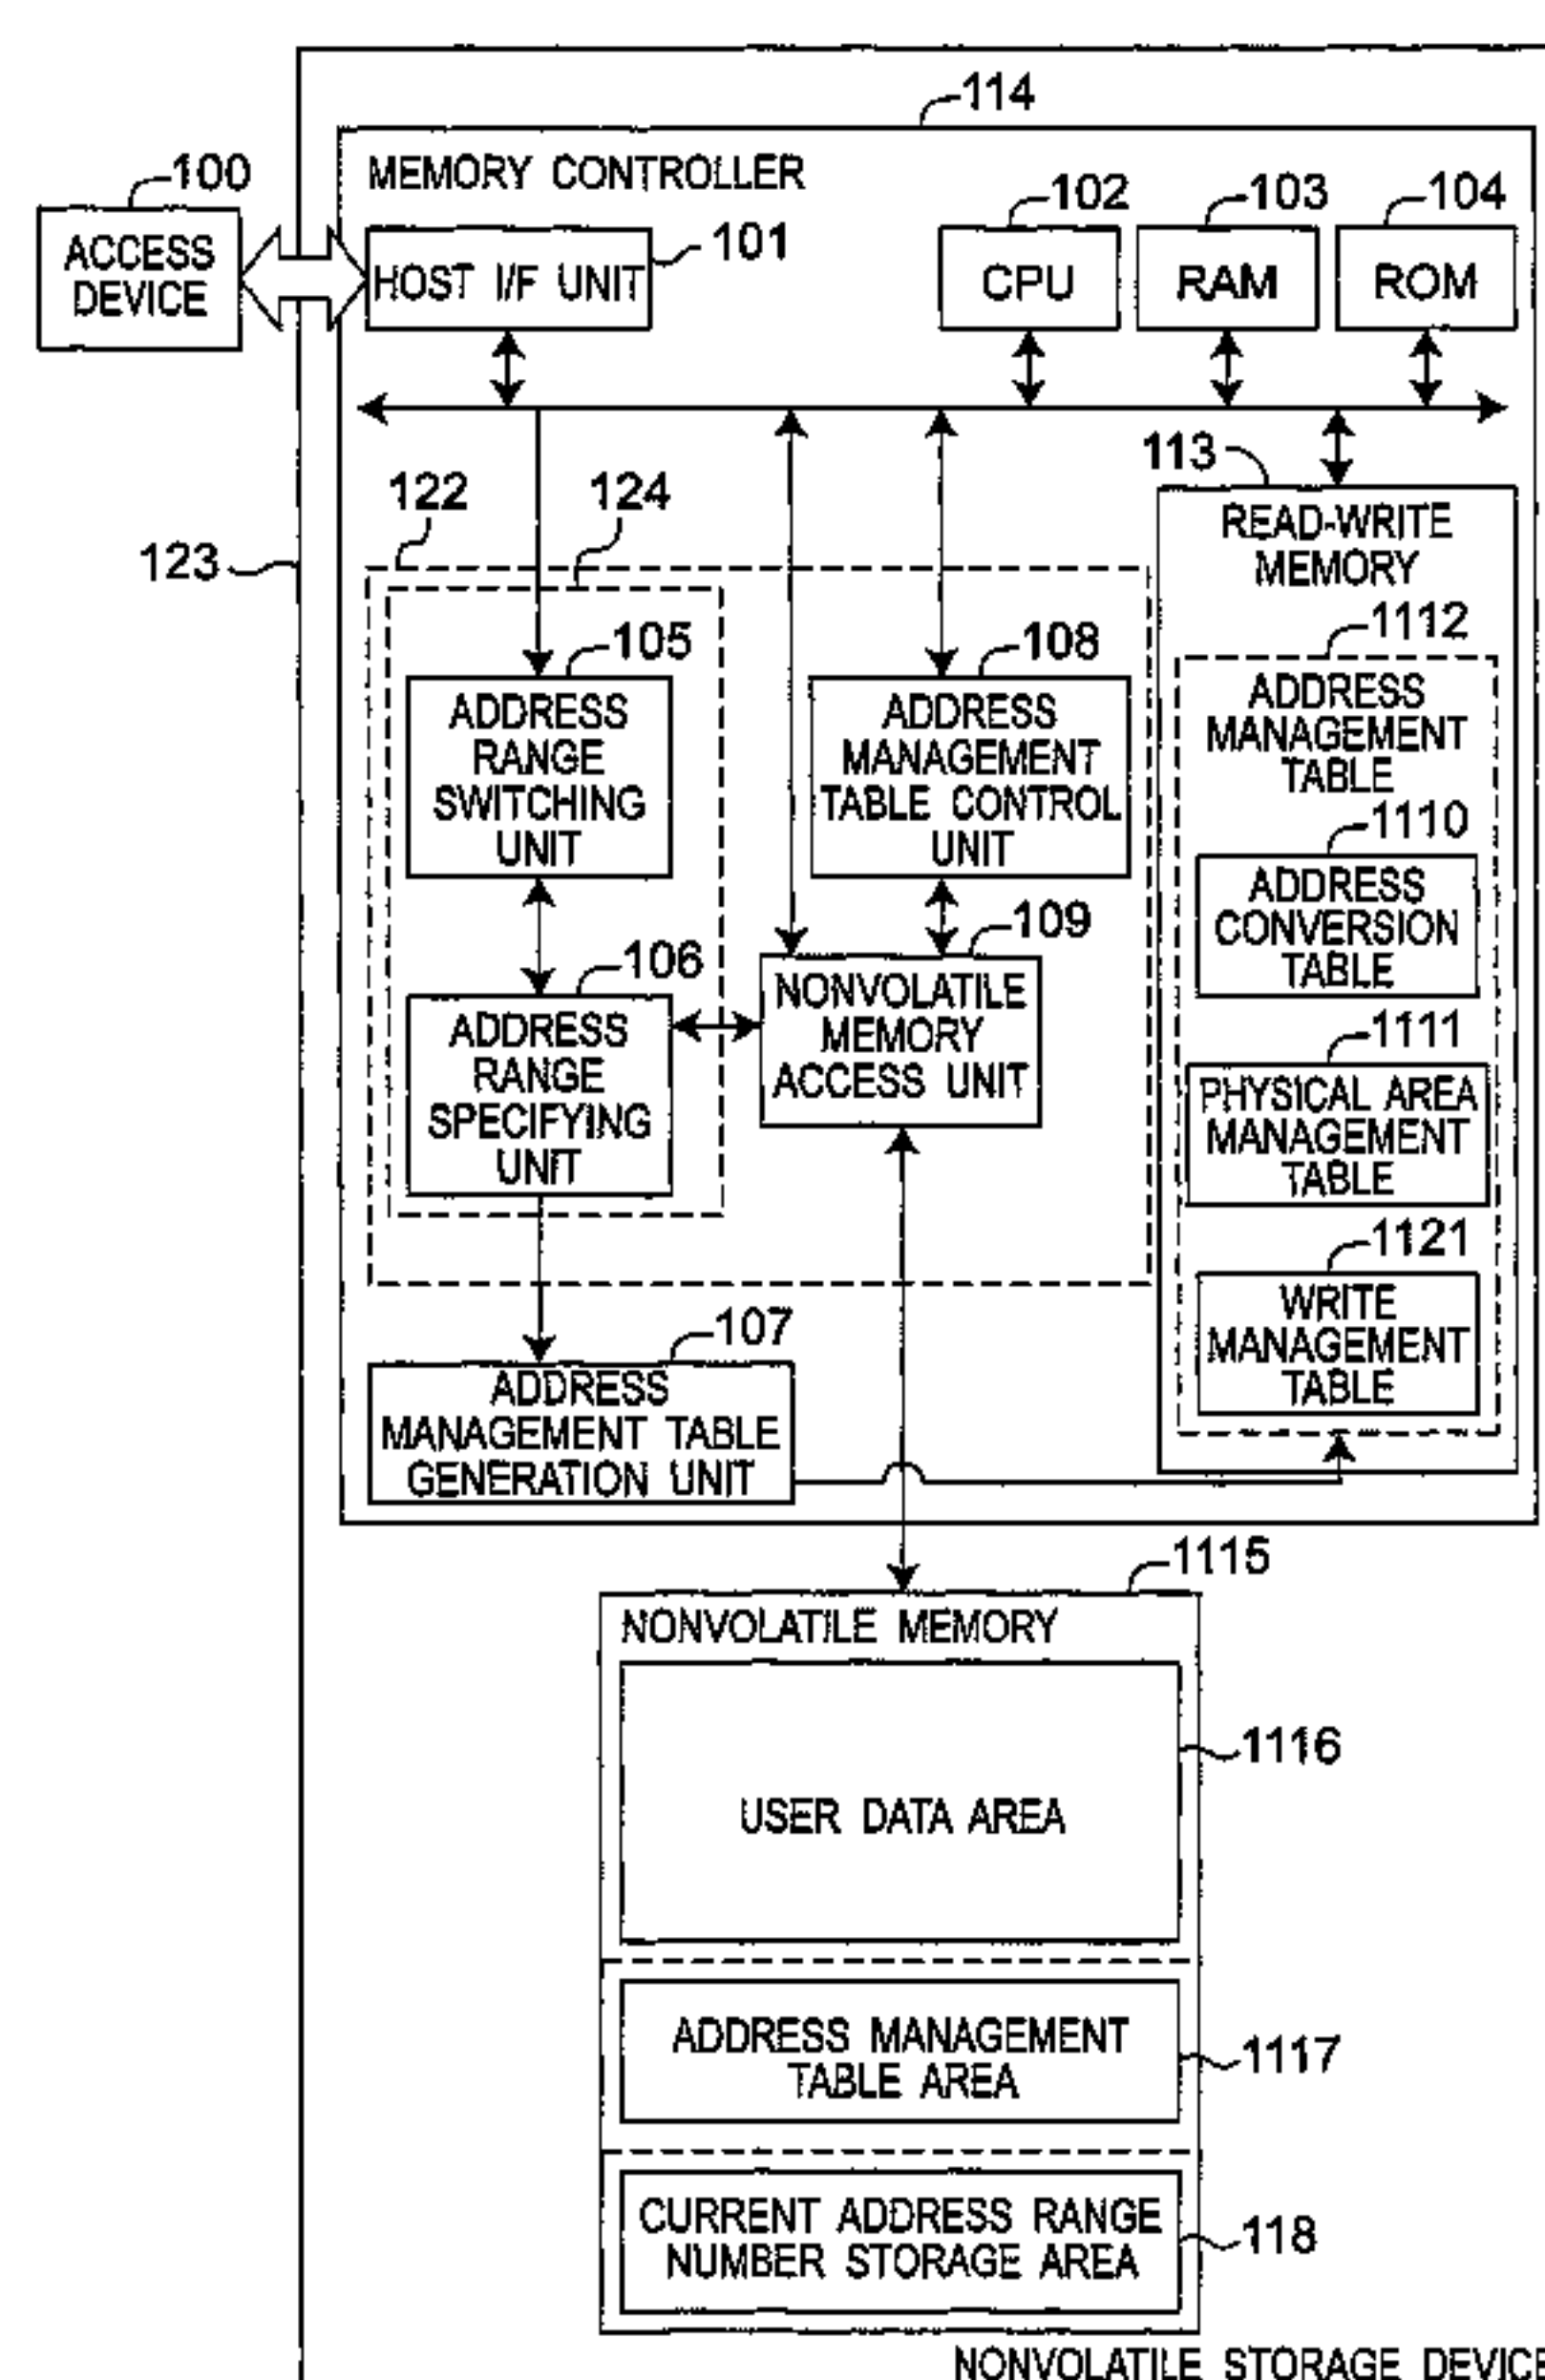 114
MEMORY CONTROLLER
100
ACCESS
DEVICE
HOST I/F UNIT
101
102
CPU
103
RAM
104
ROM
113
READ-WRITE
MEMORY
122
124
123
105
ADDRESS
RANGE
SWITCHING
UNIT
108
ADDRESS
MANAGEMENT
TABLE CONTROL
UNIT
1112
ADDRESS
MANAGEMENT
TABLE
1110
ADDRESS
CONVERSION
TABLE
106
ADDRESS
RANGE
SPECIFYING
UNIT
109
NONVOLATILE
MEMORY
ACCESS UNIT
1111
PHYSICAL AREA
MANAGEMENT
TABLE
1121
WRITE
MANAGEMENT
TABLE
107
ADDRESS
MANAGEMENT TABLE
GENERATION UNIT
1115
NONVOLATILE MEMORY
1116
USER DATA AREA
ADDRESS MANAGEMENT
TABLE AREA
1117
CURRENT ADDRESS RANGE
NUMBER STORAGE AREA
118
NONVOLATILE STORAGE DEVICE